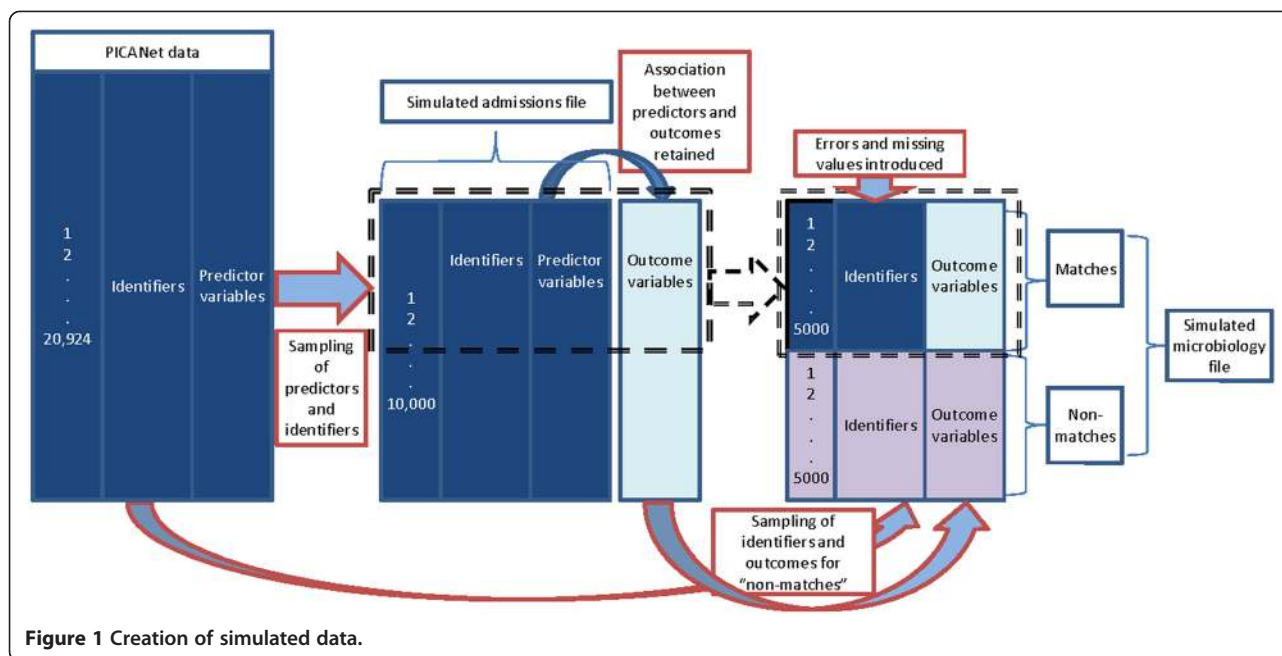 PICANet data
1
2
.
.
.
20,924
Identifiers
Predictor
variables
Sampling
of
predictors
and
identifiers
Simulated admissions file
Association
between
predictors and
outcomes
retained
1
2
.
.
.
10,000
Identifiers
Predictor
variables
Outcome
variables
Errors and missing
values introduced
1
2
.
.
.
5000
Identifiers
Outcome
variables
Matches
1
2
.
.
.
5000
Identifiers
Outcome
variables
Non-
matches
Simulated
microbiology
file
Sampling of
identifiers and
outcomes for
"non-matches"
Figure 1 Creation of simulated data.